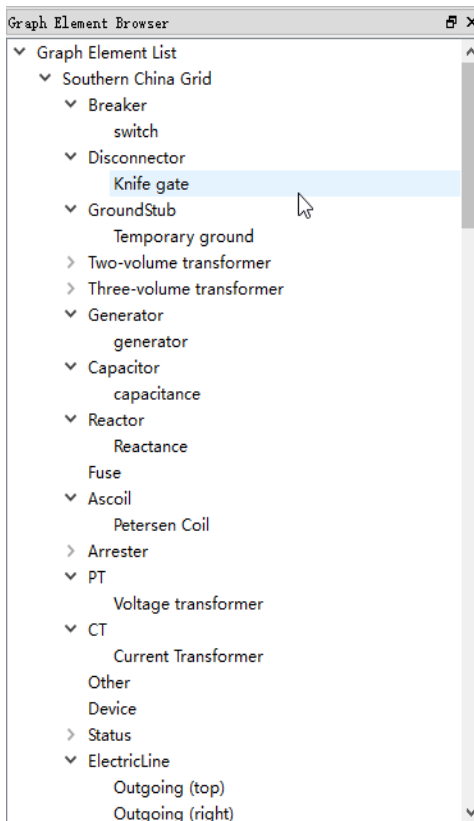 Graph Element Browser
Graph Element List
Southern China Grid
Breaker
switch
Disconnector
Knife gate
GroundStub
Temporary ground
Two-volume transformer
Three-volume transformer
Generator
generator
Capacitor
capacitance
Reactor
Reactance
Fuse
Ascoil
Petersen Coil
Arrester
PT
Voltage transformer
CT
Current Transformer
Other
Device
Status
ElectricLine
Outgoing (top)
Outgoing (right)